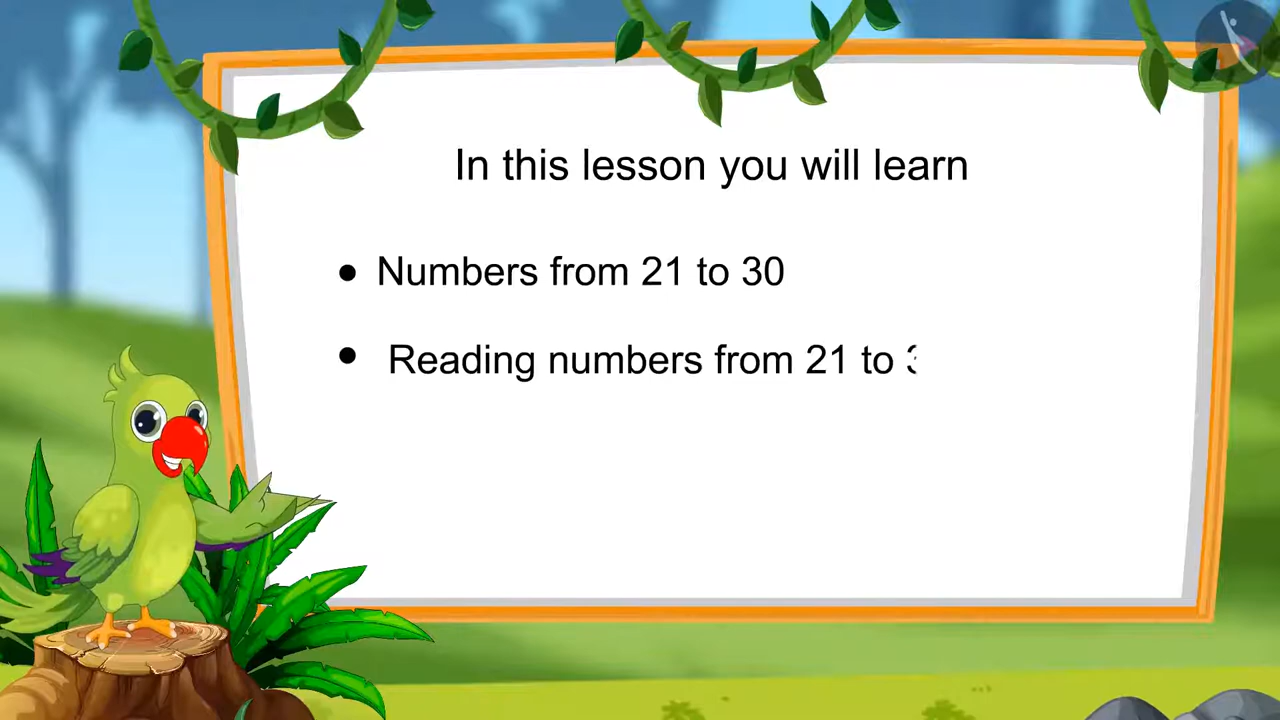 In this lesson you will learn
● Numbers from 21 to 30
● Reading numbers from 21 to